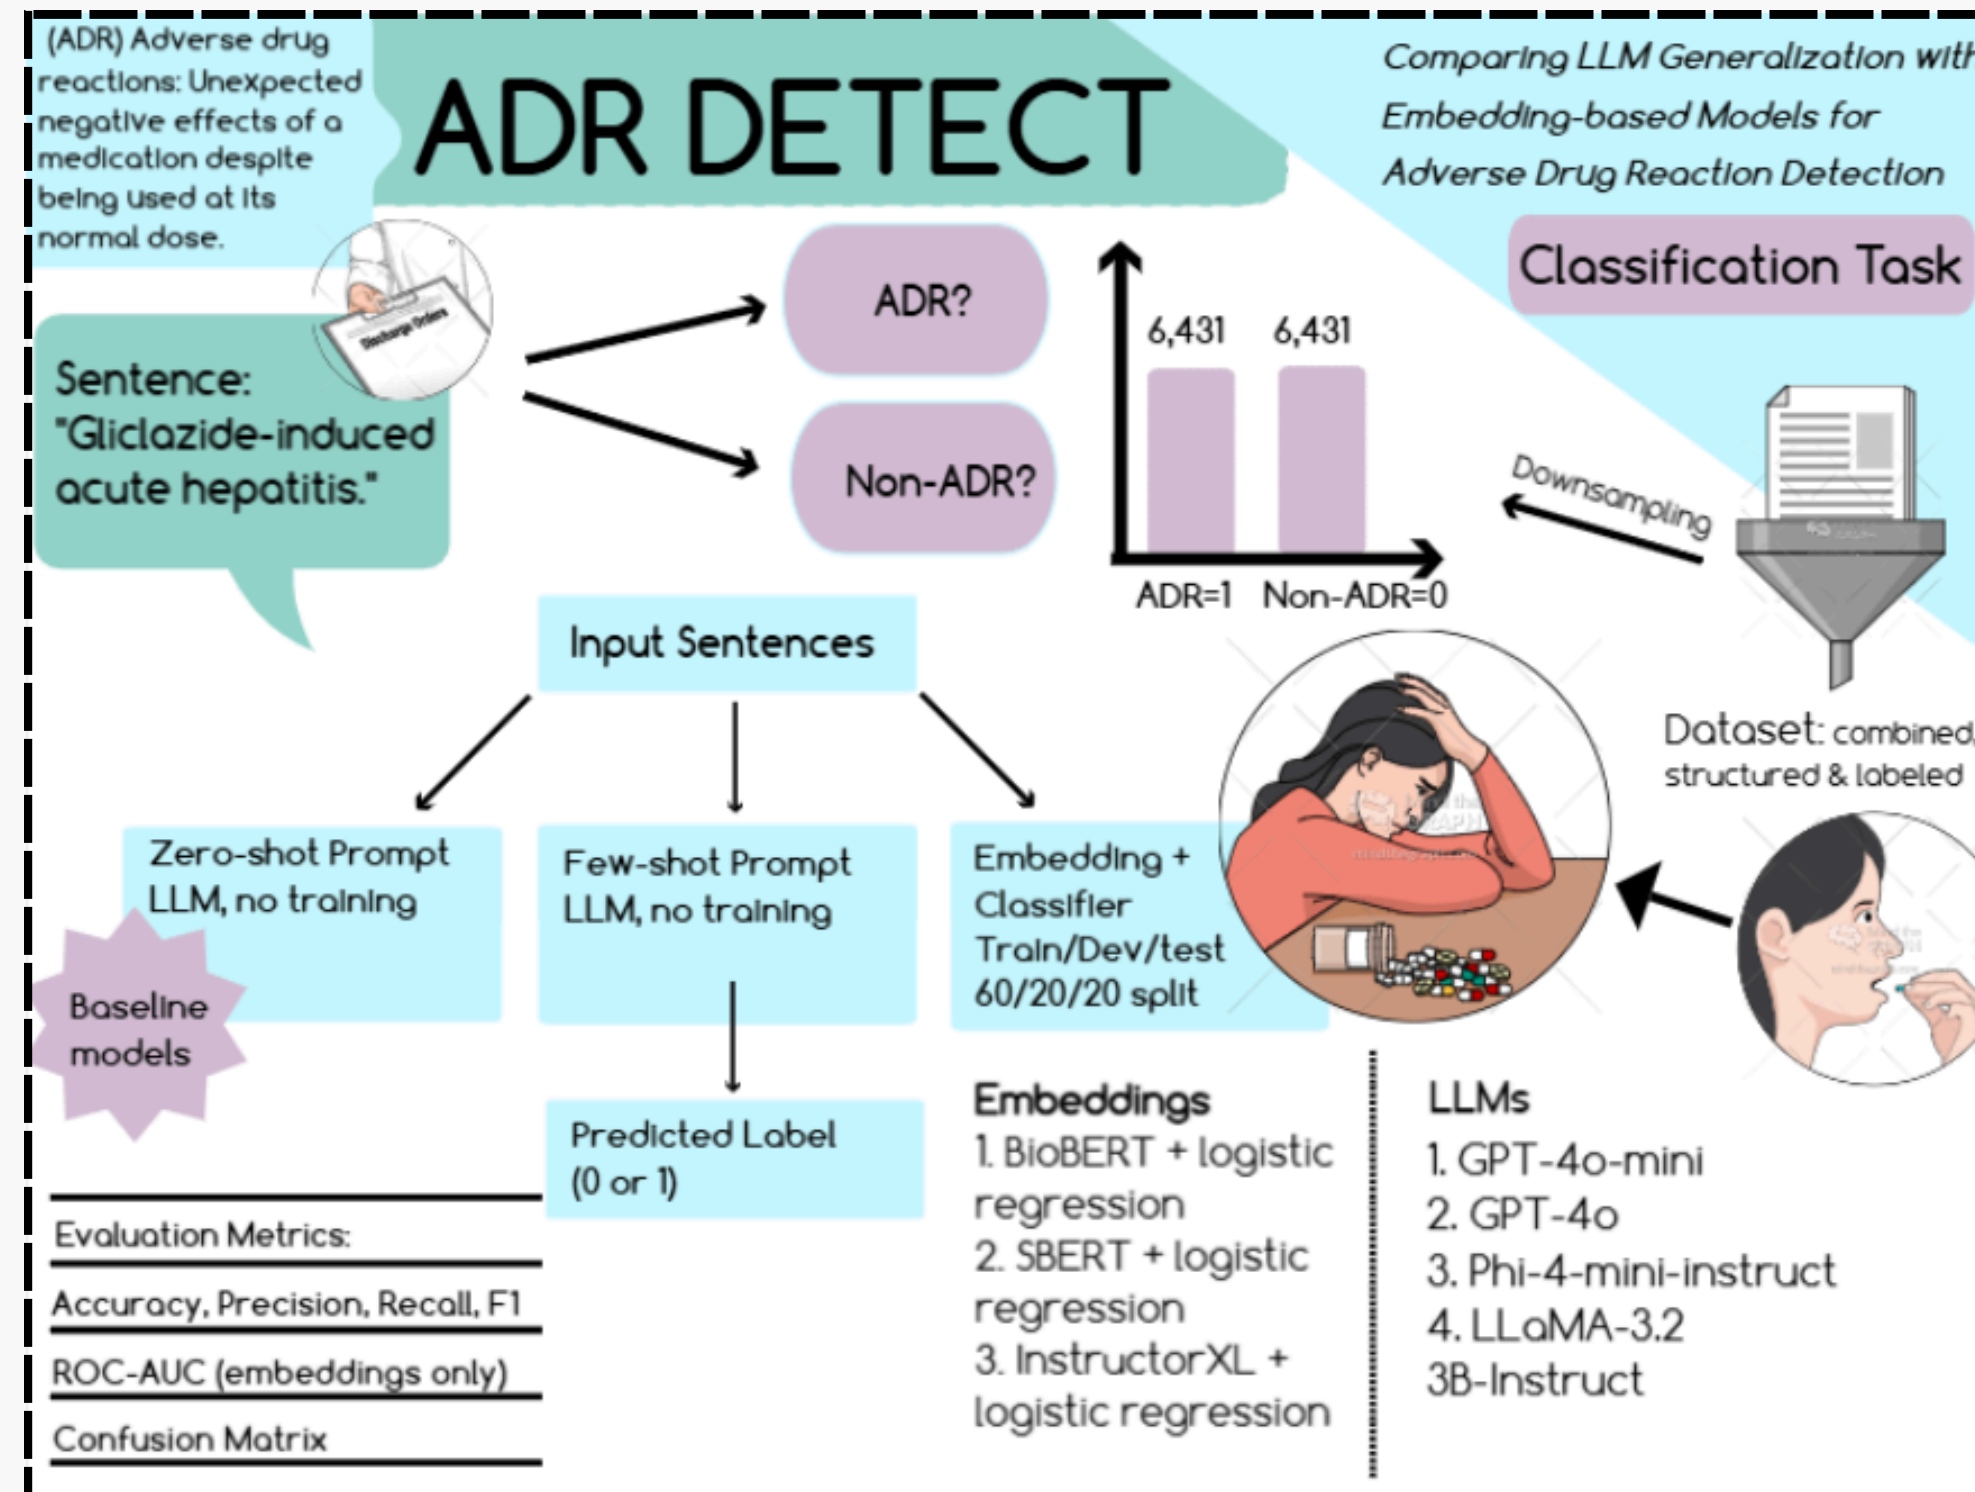 (ADR) Adverse drug
reactions: Unexpected
negative effects of a
medication despite
being used at its
normal dose.
ADR DETECT
Comparing LLM Generalization with
Embedding-based Models for
Adverse Drug Reaction Detection
Classification Task
Discharge Orders
Sentence:
"Gliclazide-induced
acute hepatitis."
ADR?
Non-ADR?
6,431 6,431
ADR=1 Non-ADR=0
Downsampling
Dataset: combined,
structured & labeled
Input Sentences
Zero-shot Prompt
LLM, no training
Few-shot Prompt
LLM, no training
Embedding +
Classifier
Train/Dev/test
60/20/20 split
Baseline
models
Predicted Label
(0 or 1)
Evaluation Metrics:
Accuracy, Precision, Recall, F1
ROC-AUC (embeddings only)
Confusion Matrix
Embeddings
1. BioBERT + logistic
regression
2. SBERT + logistic
regression
3. InstructorXL +
logistic regression
LLMs
1. GPT-4o-mini
2. GPT-4o
3. Phi-4-mini-instruct
4. LLaMA-3.2
3B-Instruct